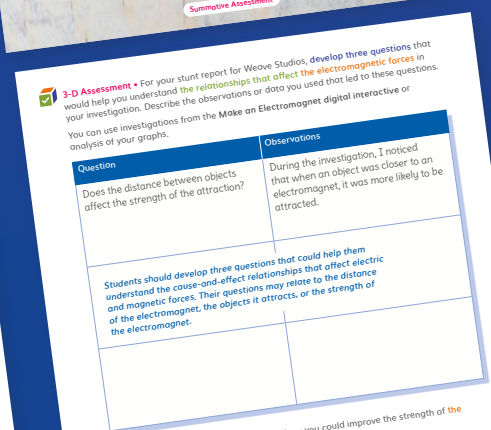 Summative Assessment
3-D Assessment • For your stunt report for Weave Studios, develop three questions that
would help you understand the relationships that affect the electromagnetic forces in
your investigation. Describe the observations or data you used that led to these questions.
You can use investigations from the Make an Electromagnet digital interactive or
analysis of your graphs.
Question
Observations
Does the distance between objects
affect the strength of the attraction?
During the investigation, I noticed
that when an object was closer to an
electromagnet, it was more likely to be
attracted.
Students should develop three questions that could help them
understand the cause-and-effect relationships that affect electric
and magnetic forces. Their questions may relate to the distance
of the electromagnet, the objects it attracts, or the strength of
the electromagnet.
you could improve the strength of the